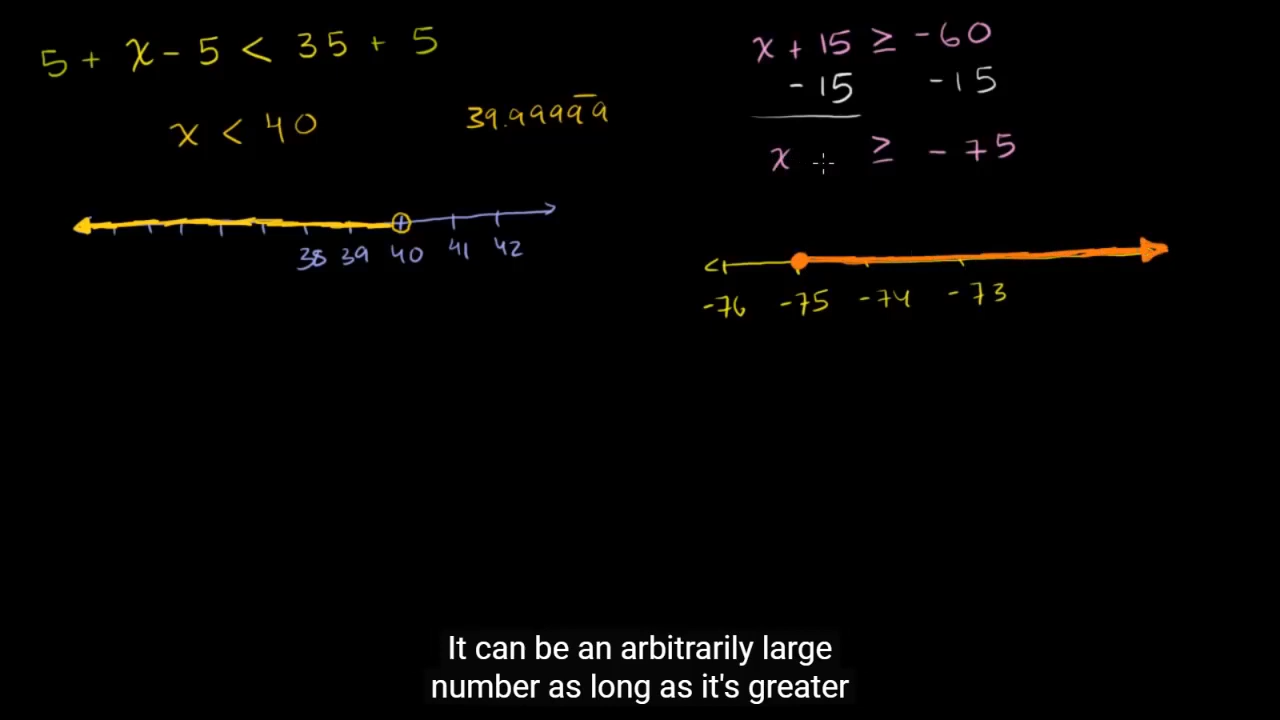 5 + x - 5 < 35 + 5
x < 40
39.9999̅9
38 39 40 41 42
x + 15 ≥ -60
-15 -15
x ≥ -75
-76 -75 -74 -73
It can be an arbitrarily large
number as long as it's greater